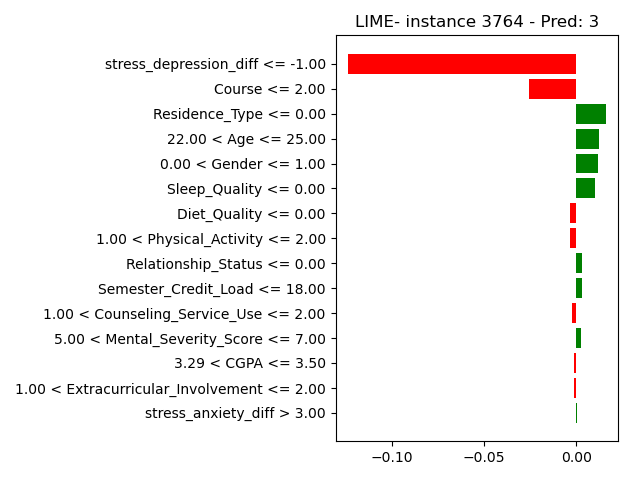 LIME- instance 3764 - Pred: 3
stress_depression_diff <= -1.00
Course <= 2.00
Residence_Type <= 0.00
22.00 < Age <= 25.00
0.00 < Gender <= 1.00
Sleep_Quality <= 0.00
Diet_Quality <= 0.00
1.00 < Physical_Activity <= 2.00
Relationship_Status <= 0.00
Semester_Credit_Load <= 18.00
1.00 < Counseling_Service_Use <= 2.00
5.00 < Mental_Severity_Score <= 7.00
3.29 < CGPA <= 3.50
1.00 < Extracurricular_Involvement <= 2.00
stress_anxiety_diff > 3.00
−0.10 −0.05 0.00